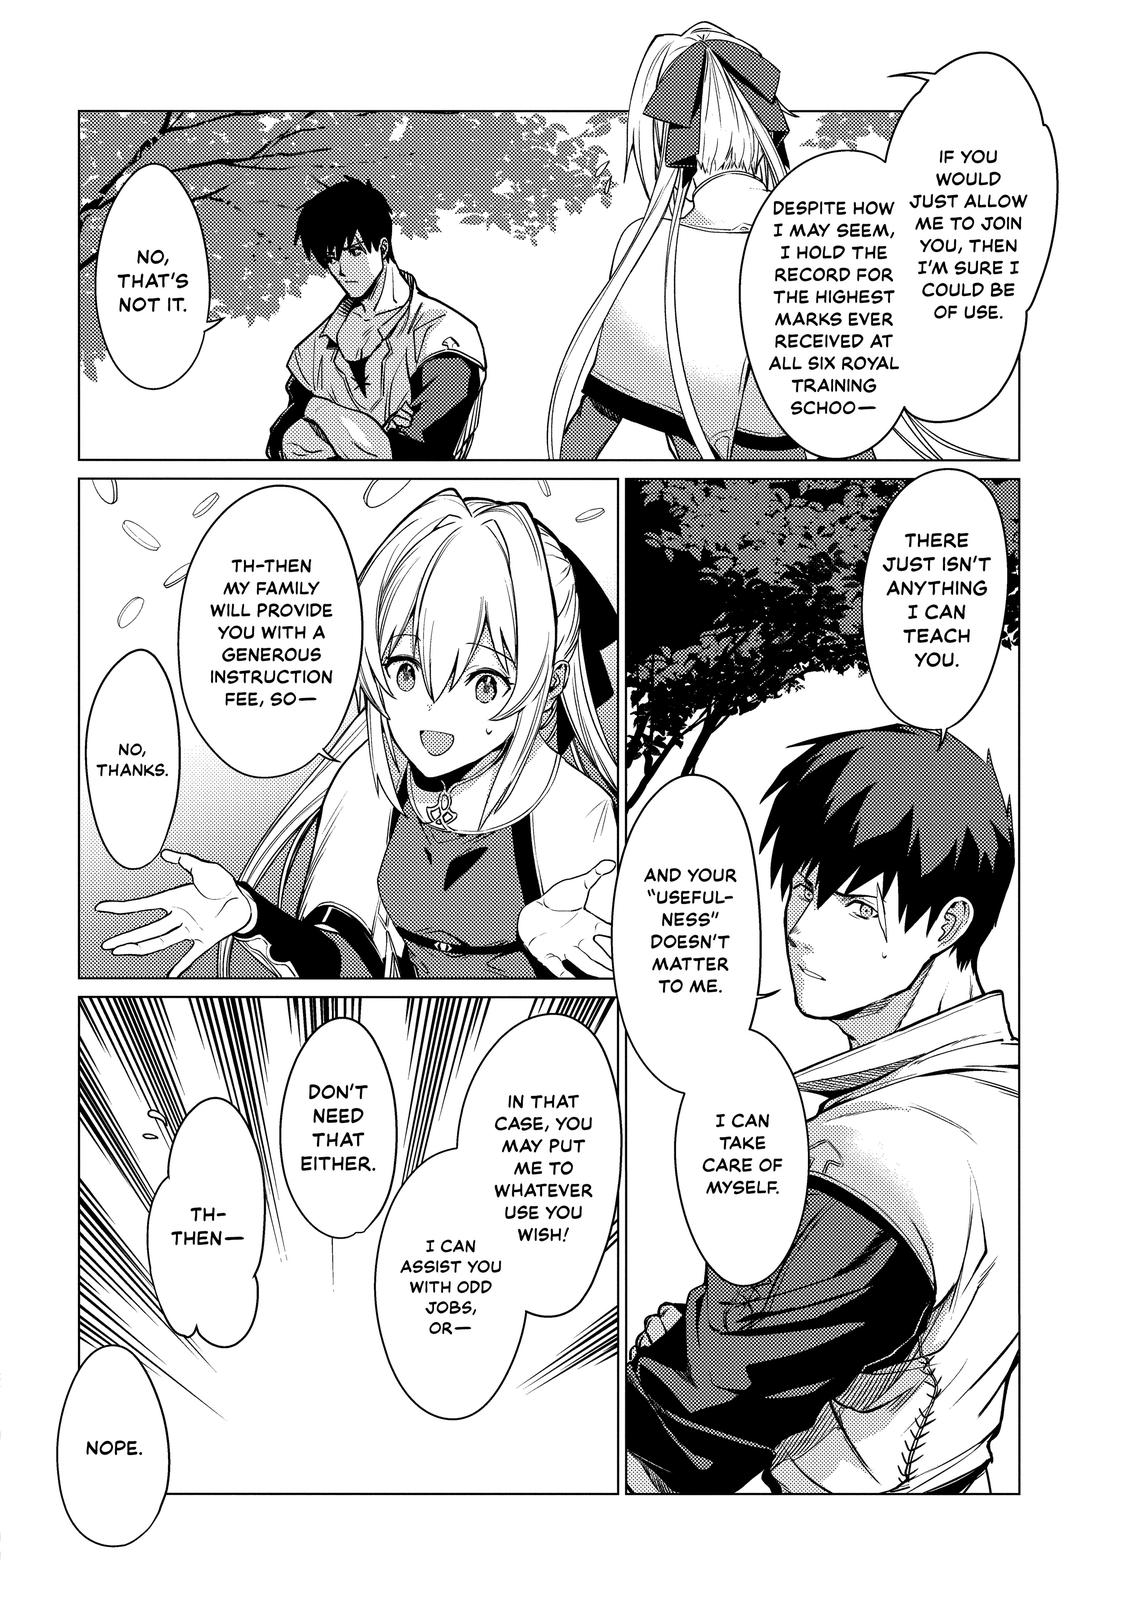 IF YOU
WOULD
JUST ALLOW
ME TO JOIN
YOU, THEN
I'M SURE I
COULD BE
OF USE.
DESPITE HOW
I MAY SEEM,
I HOLD THE
RECORD FOR
THE HIGHEST
MARKS EVER
RECEIVED AT
ALL SIX ROYAL
TRAINING
SCHOO—
NO,
THAT'S
NOT IT.
THERE
JUST ISN'T
ANYTHING
I CAN
TEACH
YOU.
AND YOUR
"USEFUL-
NESS"
DOESN'T
MATTER
TO ME.
I CAN
TAKE
CARE OF
MYSELF.
TH-THEN
MY FAMILY
WILL PROVIDE
YOU WITH A
GENEROUS
INSTRUCTION
FEE, SO—
NO,
THANKS.
IN THAT
CASE, YOU
MAY PUT
ME TO
WHATEVER
USE YOU
WISH!
I CAN
ASSIST YOU
WITH ODD
JOBS,
OR—
DON'T
NEED
THAT
EITHER.
TH-
THEN—
NOPE.